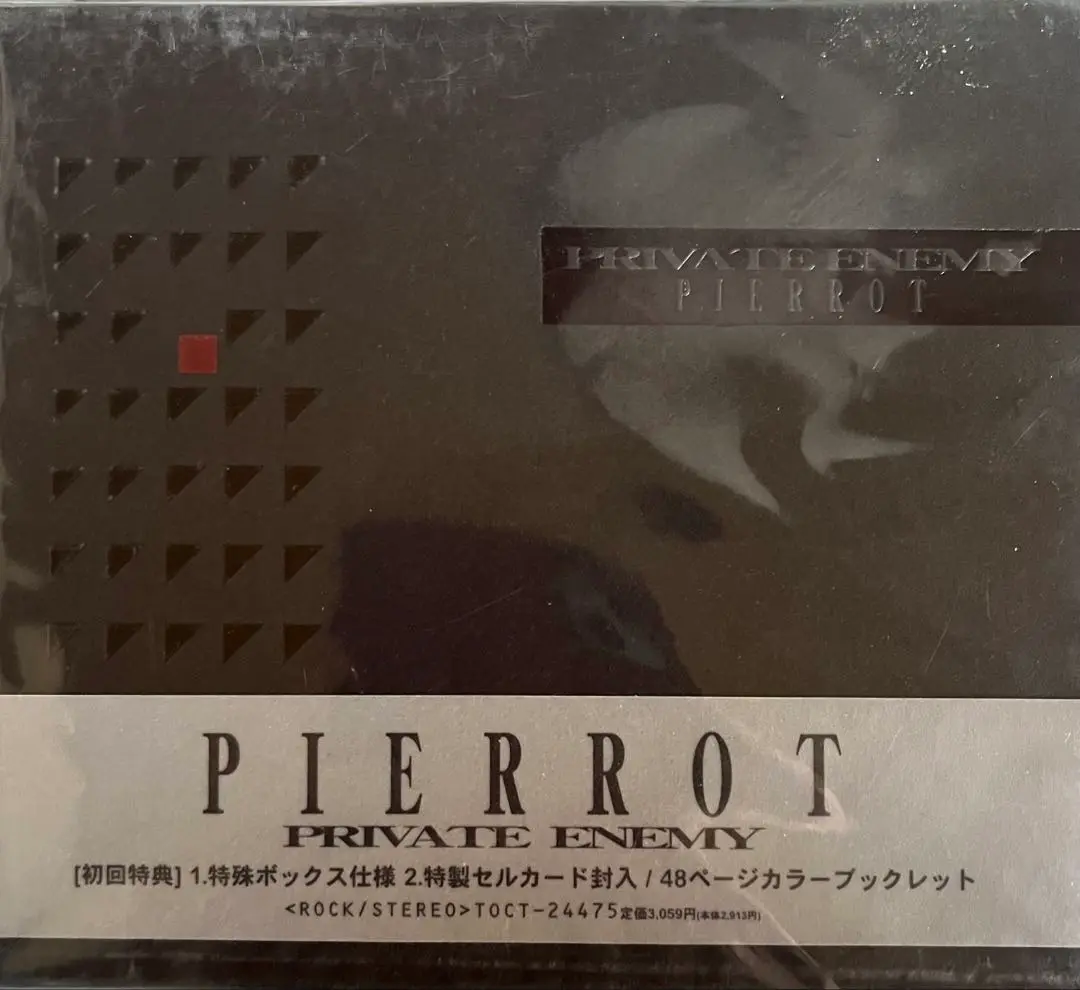 PRIVATE ENEMY
PIERROT
PIERROT
PRIVATE ENEMY
[初回特典] 1.特殊ボックス仕様 2.特製セルカード封入 / 48ページカラーブックレット
<ROCK/STEREO>TOCT-24475定価3,059円(本体2,913円)